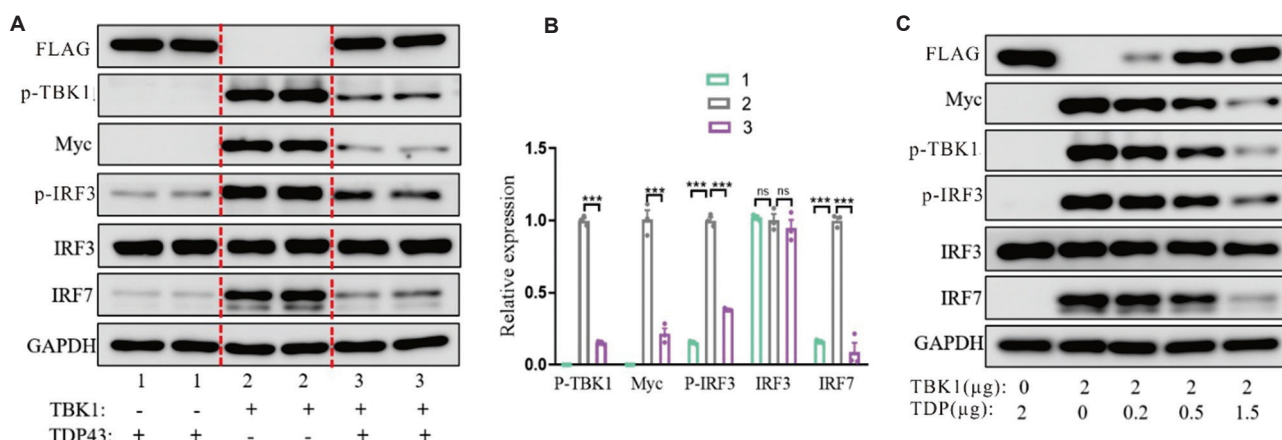 A
FLAG
p-TBK1
Myc
p-IRF3
IRF3
IRF7
GAPDH
1 1 2 2 3 3
TBK1: - - + + + +
TDP43: + + - - + +
B
1
2
3
Relative expression
1.5
1.0
0.5
0.0
*** *** *** *** ns ns *** ***
P-TBK1 Myc P-IRF3 IRF3 IRF7
C
FLAG
Myc
p-TBK1
p-IRF3
IRF3
IRF7
GAPDH
TBK1(μg): 0 2 2 2 2
TDP(μg): 2 0 0.2 0.5 1.5